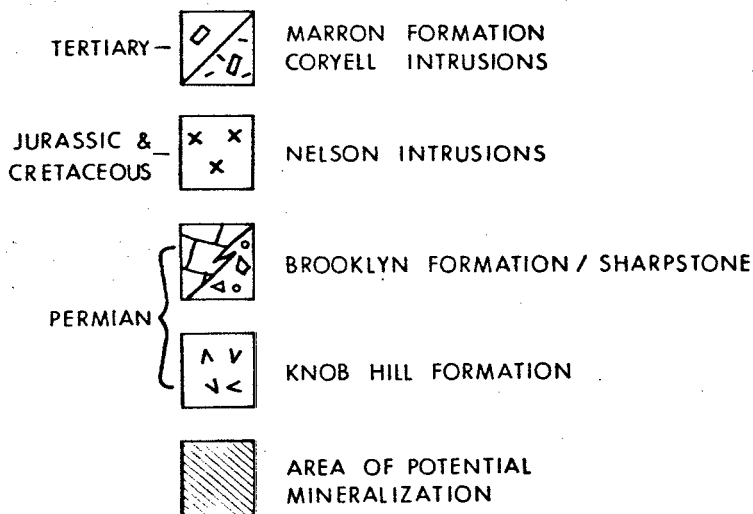 TERTIARY
MARRON FORMATION
CORYELL INTRUSIONS
JURASSIC &
CRETACEOUS
NELSON INTRUSIONS
BROOKLYN FORMATION / SHARPSTONE
PERMIAN
KNOB HILL FORMATION
AREA OF POTENTIAL
MINERALIZATION